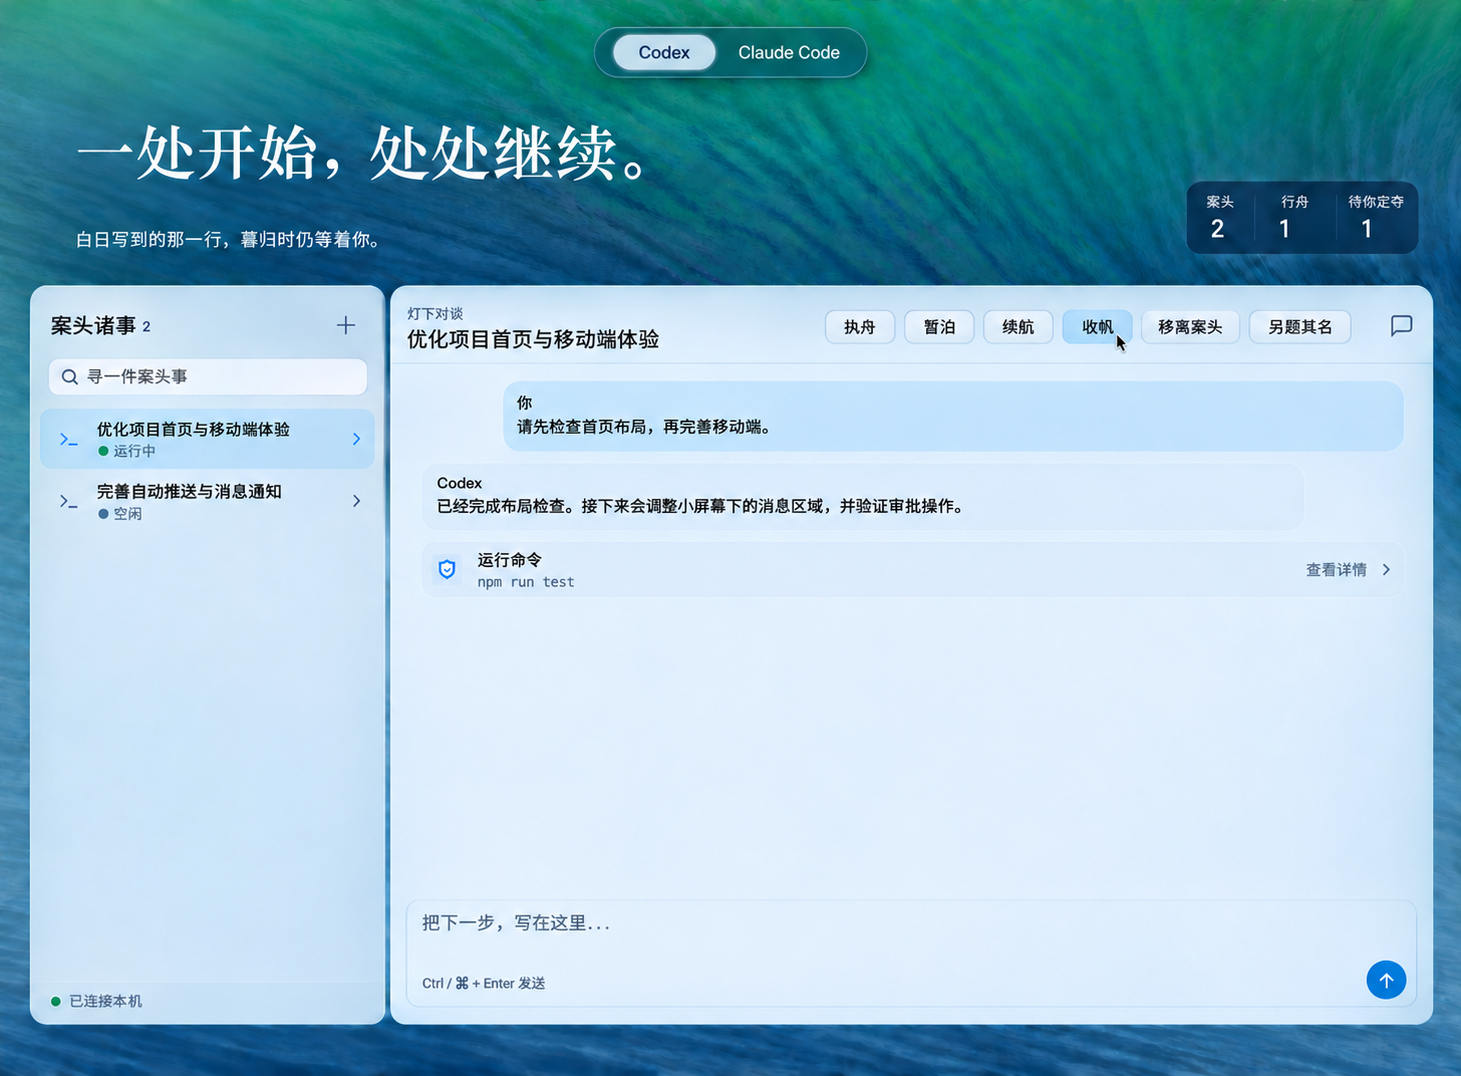 Codex
Claude Code
一处开始，处处继续。
白日写到的那一行，暮归时仍等着你。
案头
行舟
待你定夺
2
1
1
案头诸事 2
寻一件案头事
优化项目首页与移动端体验
运行中
完善自动推送与消息通知
空闲
已连接本机
灯下对谈
优化项目首页与移动端体验
执舟
暂泊
续航
收帆
移离案头
另题其名
你
请先检查首页布局，再完善移动端。
Codex
已经完成布局检查。接下来会调整小屏幕下的消息区域，并验证审批操作。
运行命令
npm run test
查看详情
把下一步，写在这里...
Ctrl / ⌘ + Enter 发送